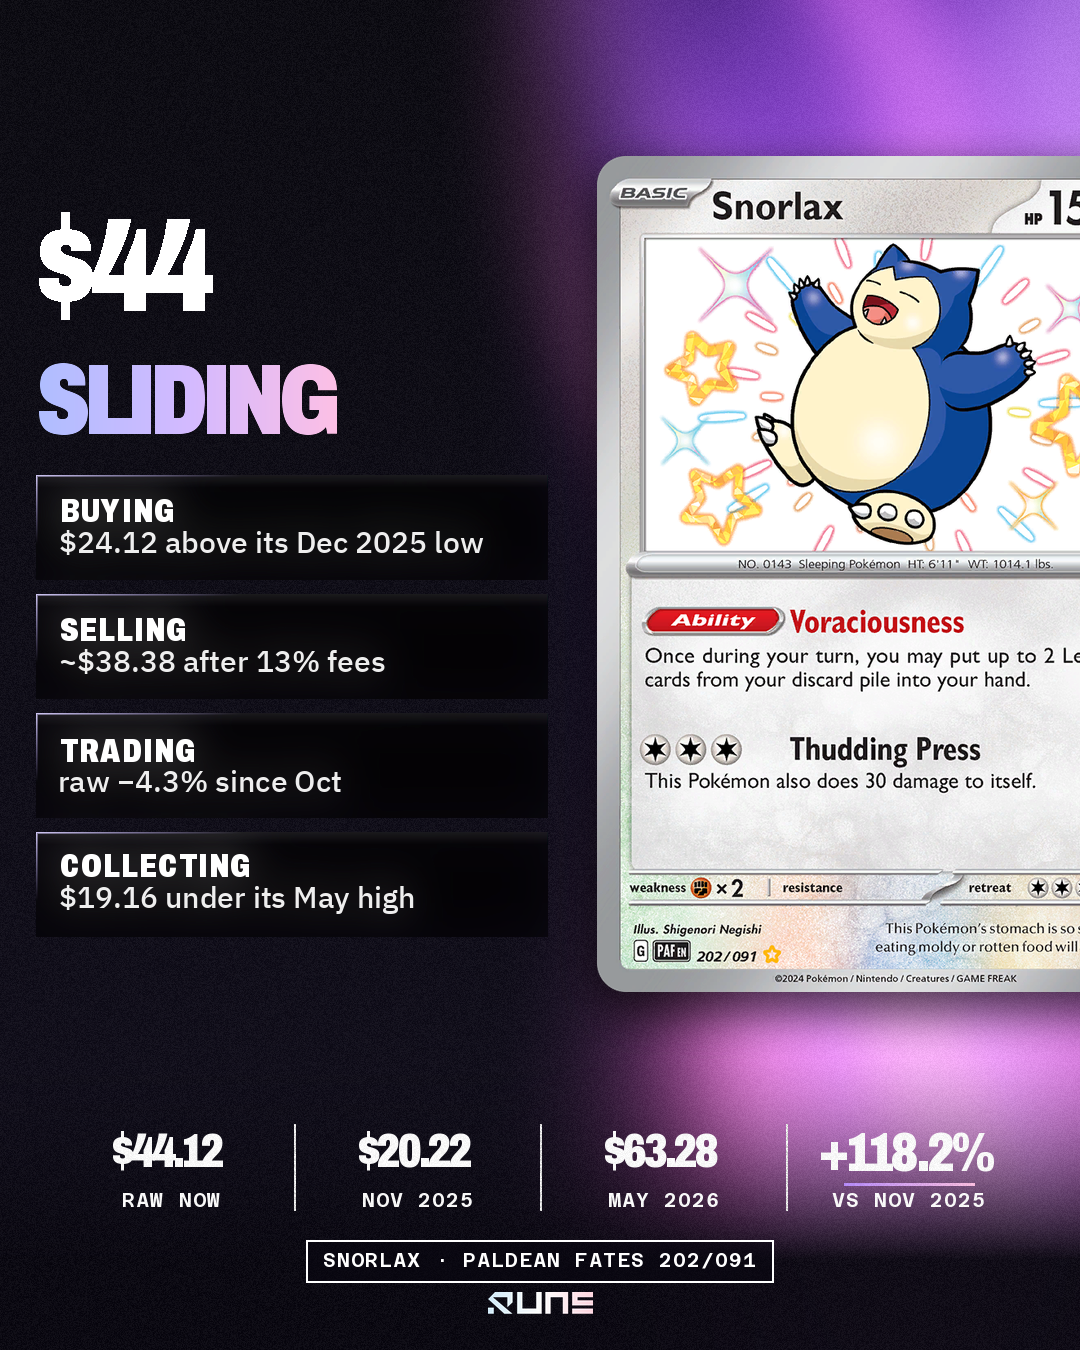 $44
SLIDING
BUYING
$24.12 above its Dec 2025 low
SELLING
~$38.38 after 13% fees
TRADING
raw −4.3% since Oct
COLLECTING
$19.16 under its May high
BASIC Snorlax HP 15
NO. 0143 Sleeping Pokémon HT: 6'11" WT: 1014.1 lbs.
Ability Voraciousness
Once during your turn, you may put up to 2 Le
cards from your discard pile into your hand.
Thudding Press
This Pokémon also does 30 damage to itself.
weakness ×2 resistance retreat
Illus. Shigenori Negishi
This Pokémon's stomach is so s
eating moldy or rotten food will
G PAF EN 202/091
©2024 Pokémon / Nintendo / Creatures / GAME FREAK
$44.12 $20.22 $63.28 +118.2%
RAW NOW NOV 2025 MAY 2026 VS NOV 2025
SNORLAX · PALDEAN FATES 202/091
RUNE